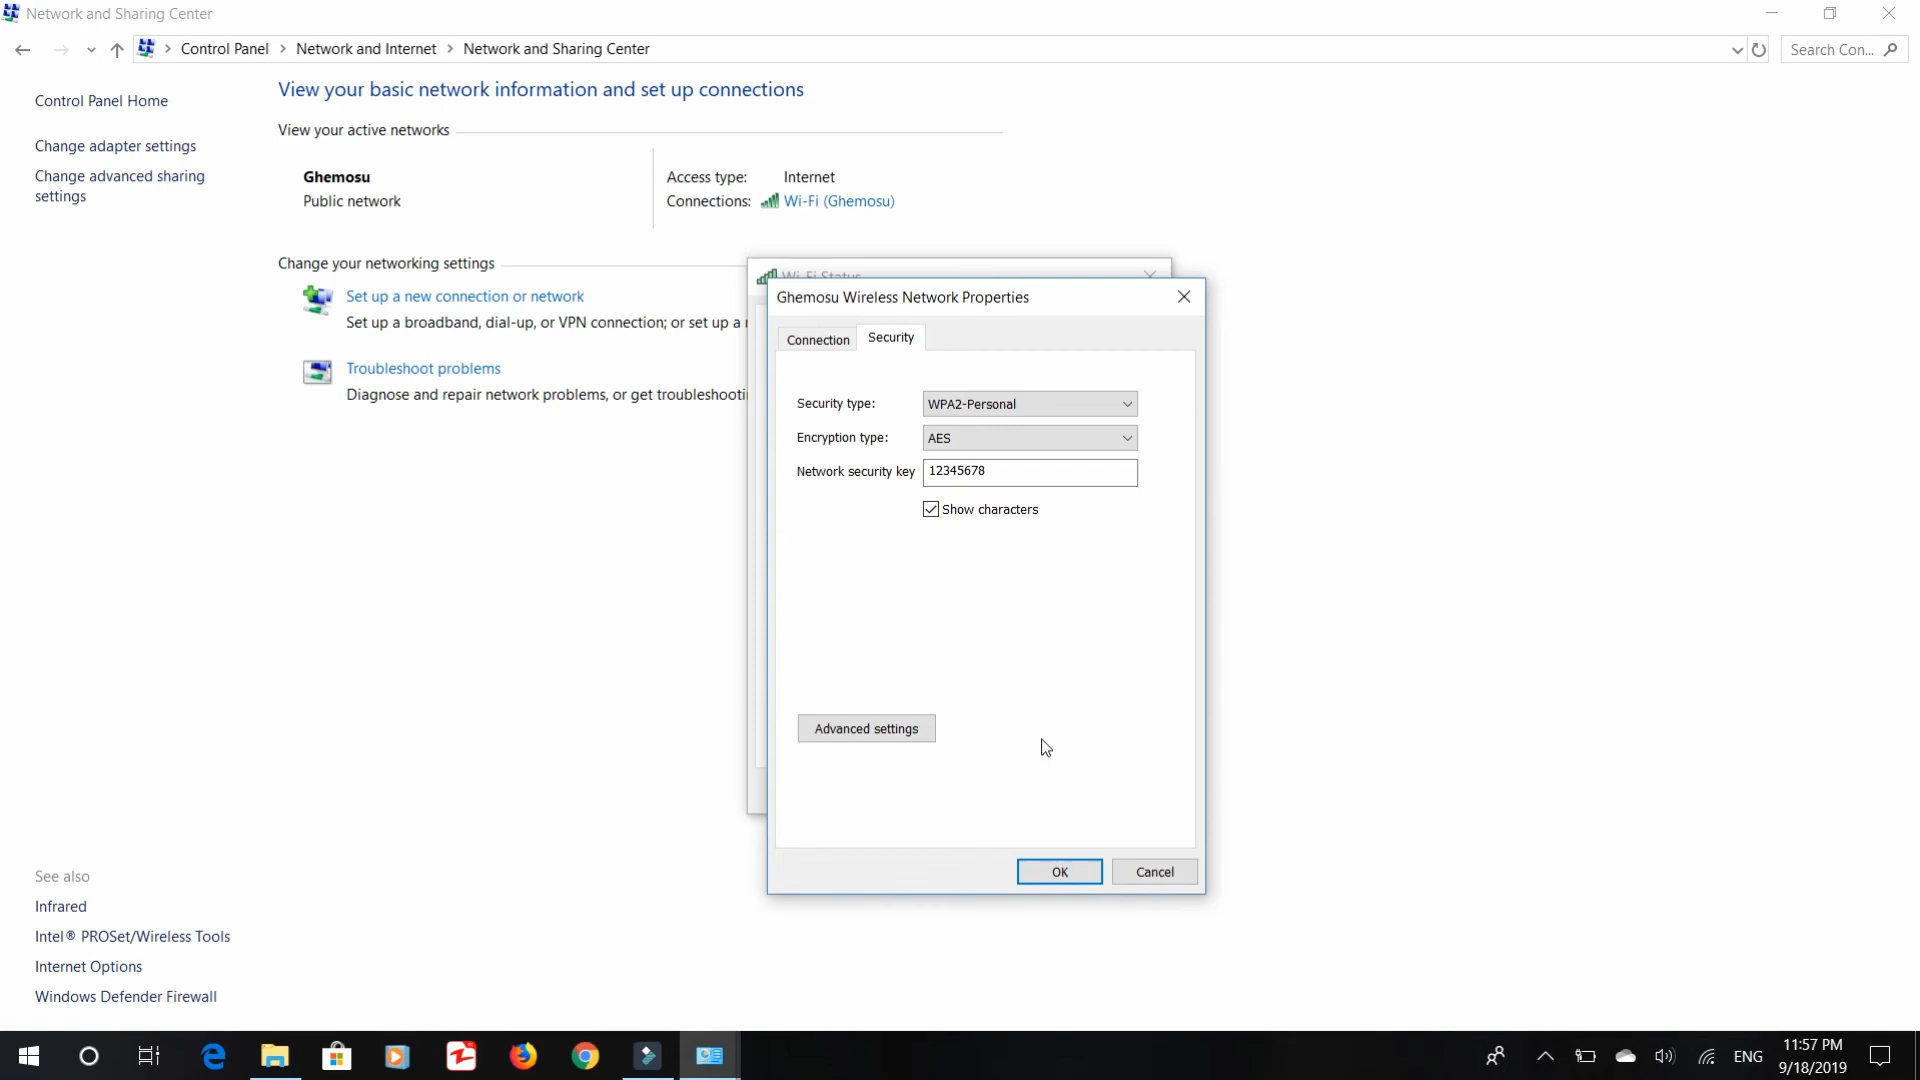 Network and Sharing Center
Control Panel > Network and Internet > Network and Sharing Center
Search Con...
Control Panel Home
Change adapter settings
Change advanced sharing
settings
View your basic network information and set up connections
View your active networks
Ghemosu
Public network
Access type: Internet
Connections: Wi-Fi (Ghemosu)
Change your networking settings
Set up a new connection or network
Set up a broadband, dial-up, or VPN connection; or set up a
Troubleshoot problems
Diagnose and repair network problems, or get troubleshooti
Wi-Fi Status
Ghemosu Wireless Network Properties
Connection
Security
Security type: WPA2-Personal
Encryption type: AES
Network security key 12345678
Show characters
Advanced settings
OK
Cancel
See also
Infrared
Intel® PROSet/Wireless Tools
Internet Options
Windows Defender Firewall
ENG
11:57 PM
9/18/2019